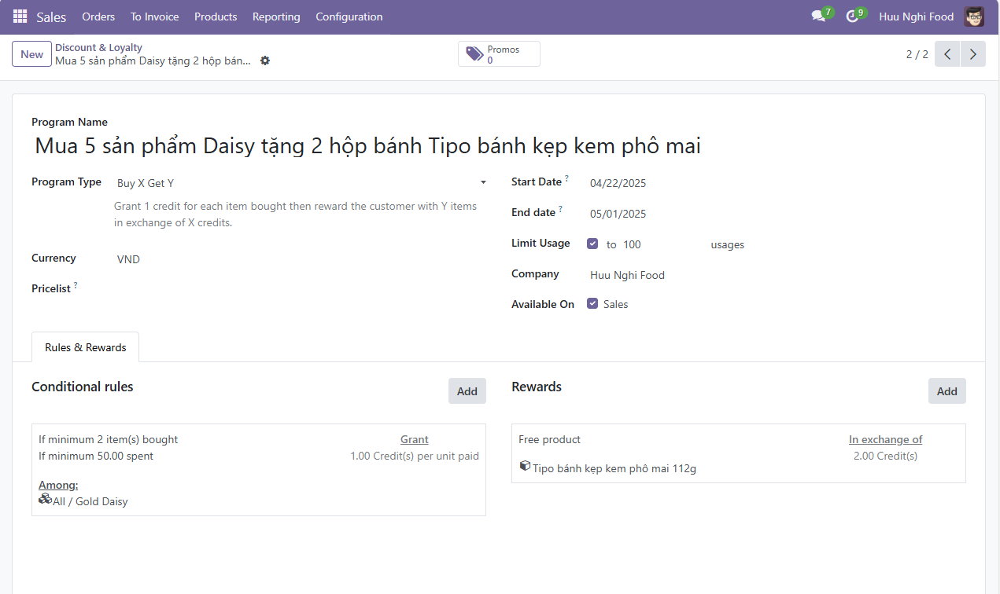 Sales Orders To Invoice Products Reporting Configuration 7 9 Huu Nghi Food
New
Discount & Loyalty
Mua 5 sản phẩm Daisy tặng 2 hộp bán...
Promos
0
2 / 2
Program Name
Mua 5 sản phẩm Daisy tặng 2 hộp bánh Tipo bánh kẹp kem phô mai
Program Type Buy X Get Y
Grant 1 credit for each item bought then reward the customer with Y items
in exchange of X credits.
Currency VND
Pricelist ?
Start Date ? 04/22/2025
End date ? 05/01/2025
Limit Usage to 100 usages
Company Huu Nghi Food
Available On Sales
Rules & Rewards
Conditional rules Add
If minimum 2 item(s) bought Grant
If minimum 50.00 spent 1.00 Credit(s) per unit paid
Among:
All / Gold Daisy
Rewards Add
Free product In exchange of
2.00 Credit(s)
Tipo bánh kẹp kem phô mai 112g